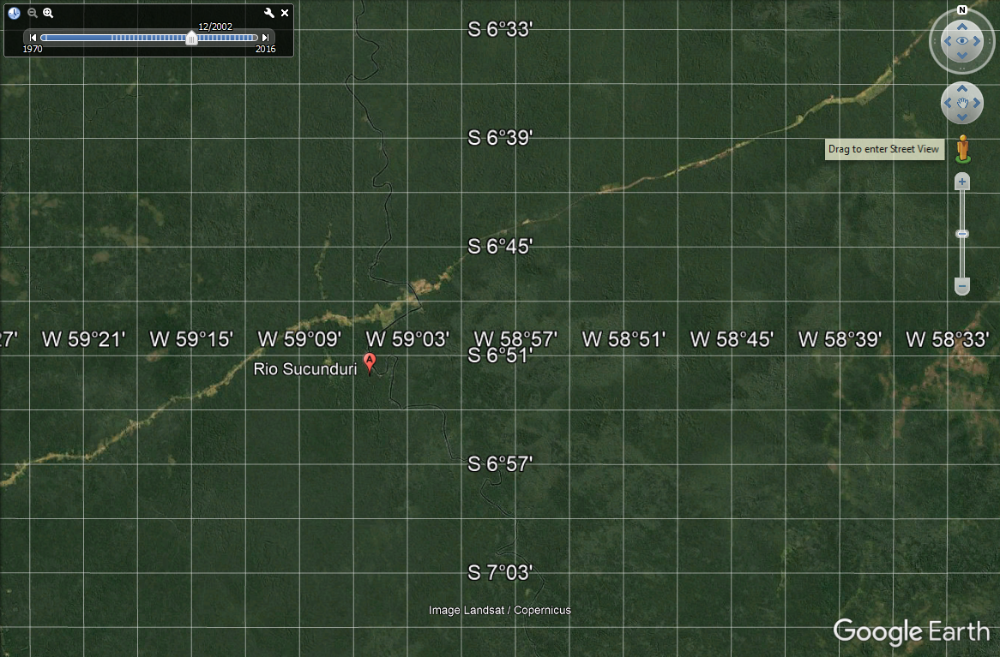 12/2002
1970
2016
N
S 6°33'
S 6°39'
Drag to enter Street View
S 6°45'
27' W 59°21' W 59°15' W 59°09' W 59°03' W 58°57' W 58°51' W 58°45' W 58°39' W 58°33'
S 6°51'
A
Rio Sucunduri
S 6°57'
S 7°03'
Image Landsat / Copernicus
Google Earth